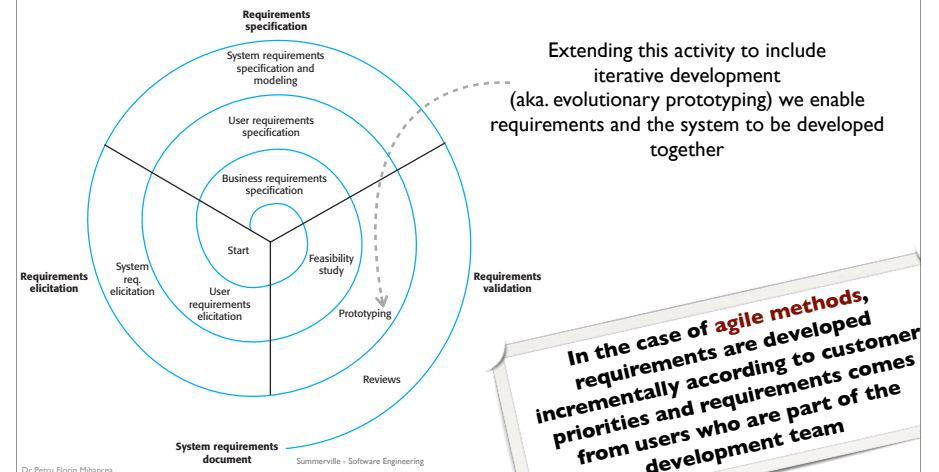 Requirements
specification
System requirements
specification and
modeling
User requirements
specification
Business requirements
specification
Start
Feasibility
study
Requirements
elicitation
System
req.
elicitation
User
requirements
elicitation
Prototyping
Requirements
validation
Reviews
System requirements
document
Summerville - Software Engineering
Dr Petru Florin Mihancea
Extending this activity to include
iterative development
(aka. evolutionary prototyping) we enable
requirements and the system to be developed
together
In the case of agile methods,
requirements are developed
incrementally according to customer
priorities and requirements comes
from users who are part of the
development team